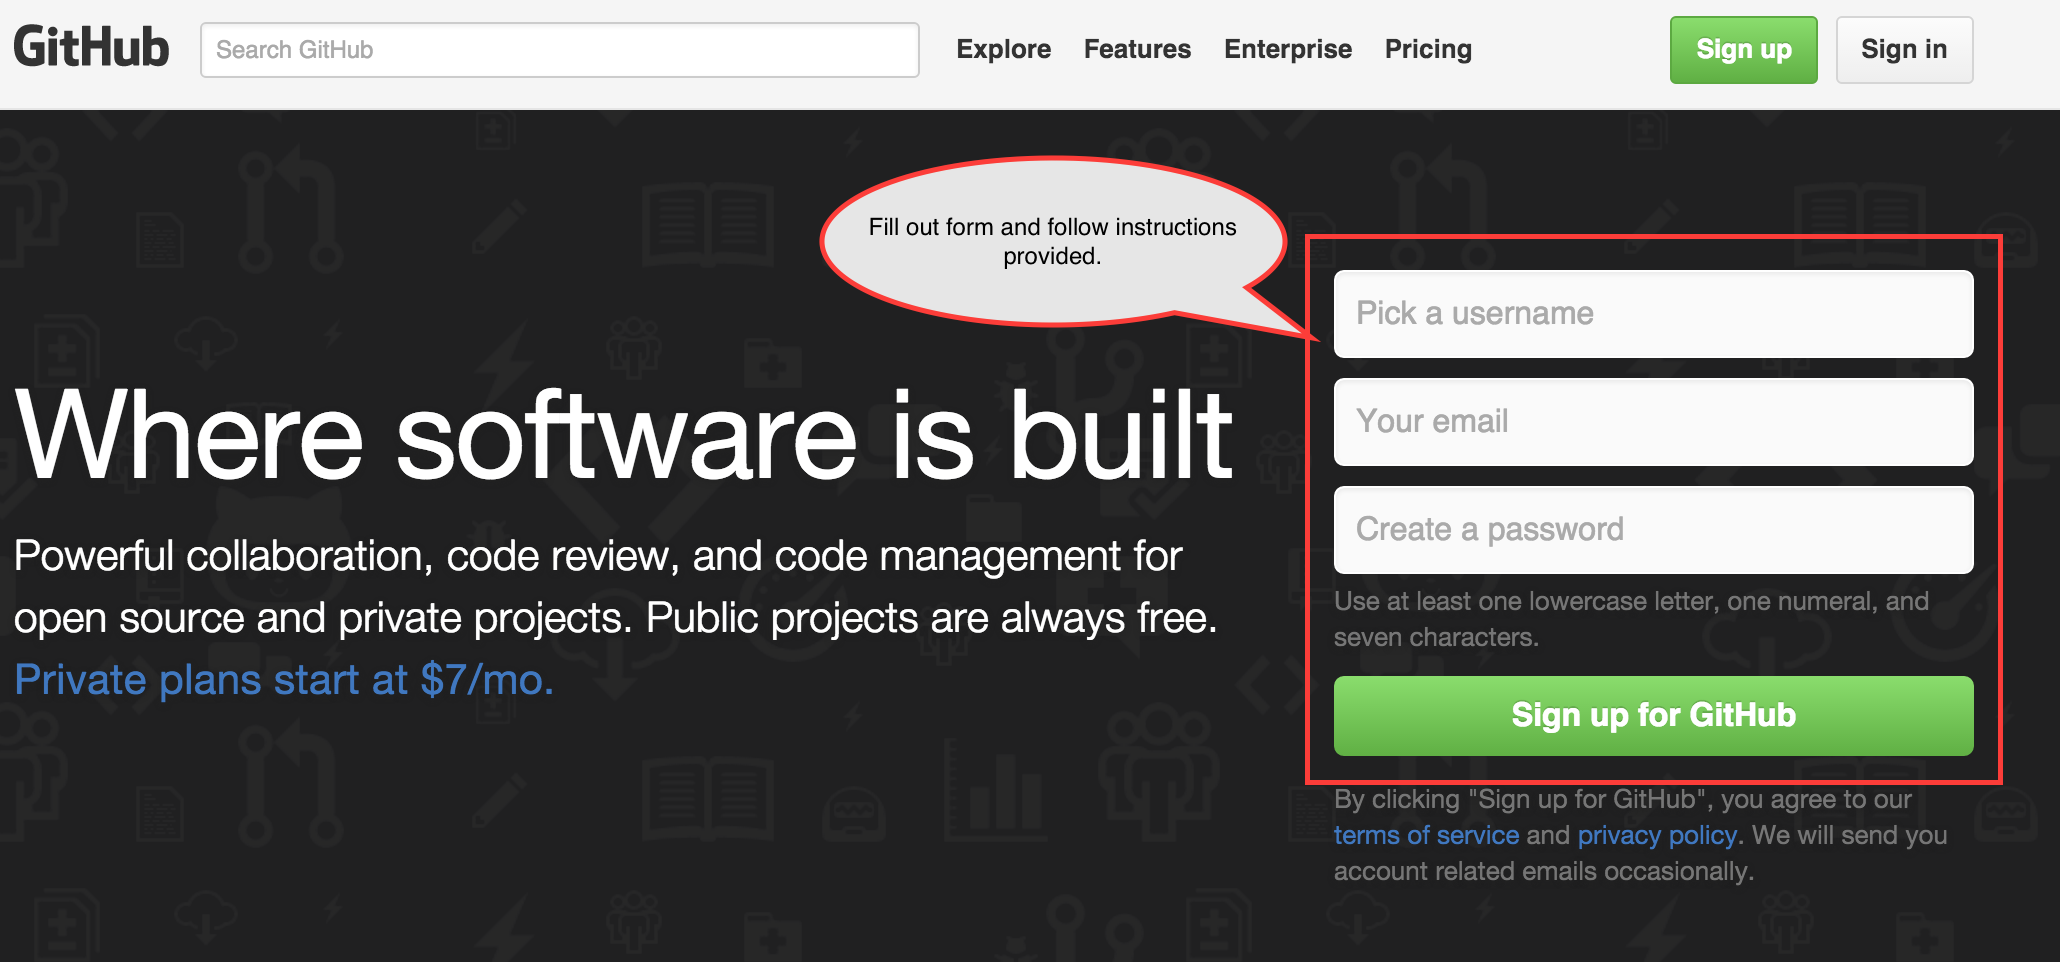 GitHub
Search GitHub
Explore
Features
Enterprise
Pricing
Sign up
Sign in
Fill out form and follow instructions
provided.
Where software is built
Powerful collaboration, code review, and code management for
open source and private projects. Public projects are always free.
Private plans start at $7/mo.
Pick a username
Your email
Create a password
Use at least one lowercase letter, one numeral, and
seven characters.
Sign up for GitHub
By clicking "Sign up for GitHub", you agree to our
terms of service and privacy policy. We will send you
account related emails occasionally.